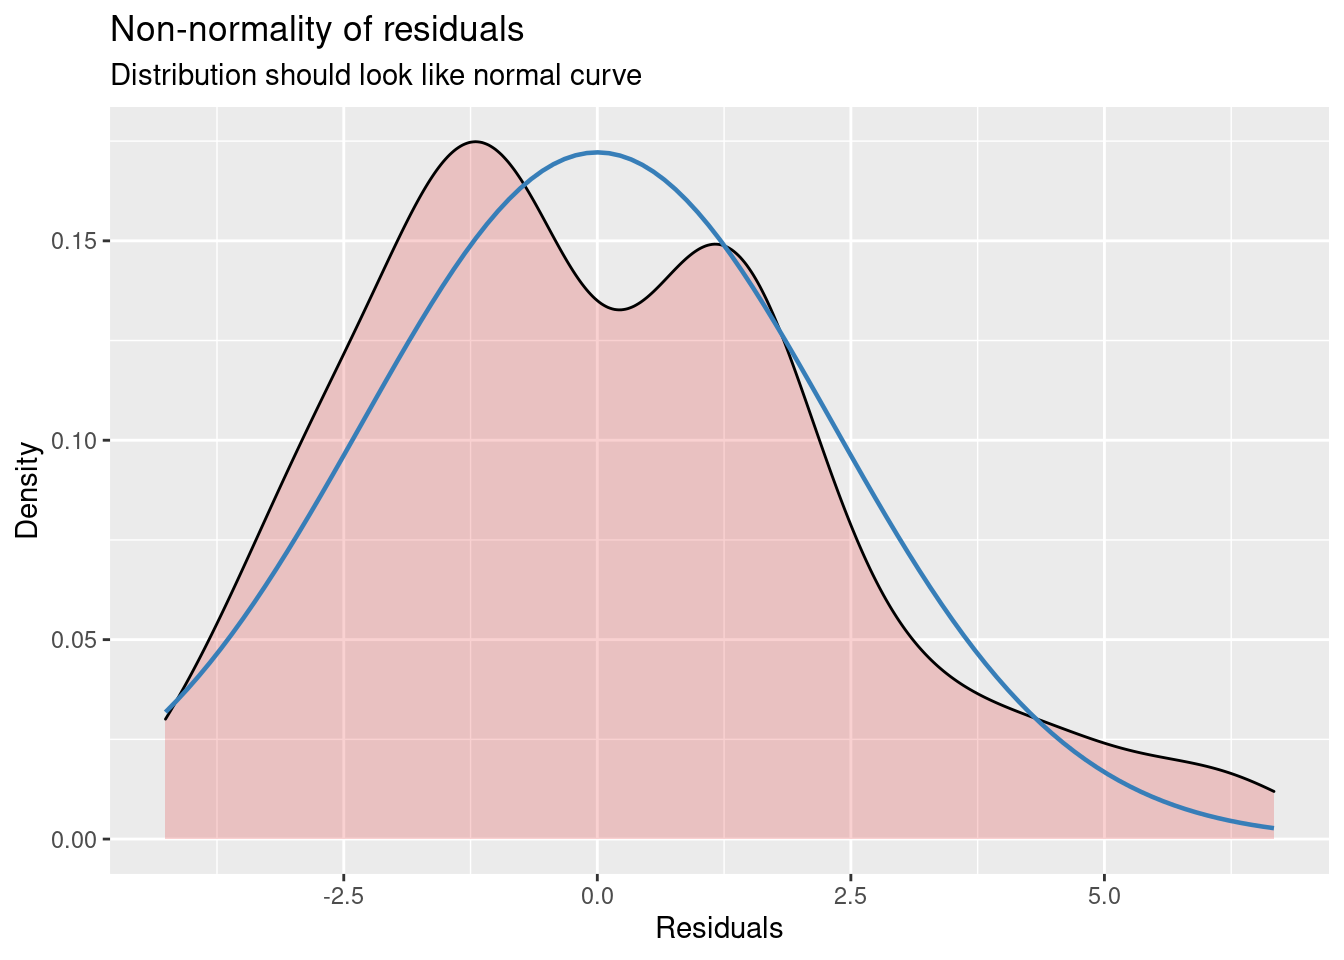 Non-normality of residuals
Distribution should look like normal curve
Density
0.15
0.10
0.05
0.00
-2.5 0.0 2.5 5.0
Residuals